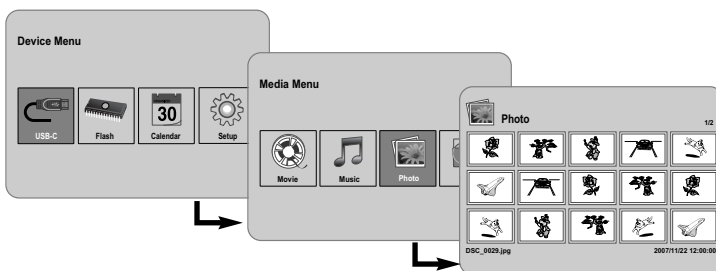 Device Menu
30
USB-C
Flash
Calendar
Setup
Media Menu
Movie
Music
Photo
Photo
1/2
DSC_0029.jpg
2007/11/22 12:00:00